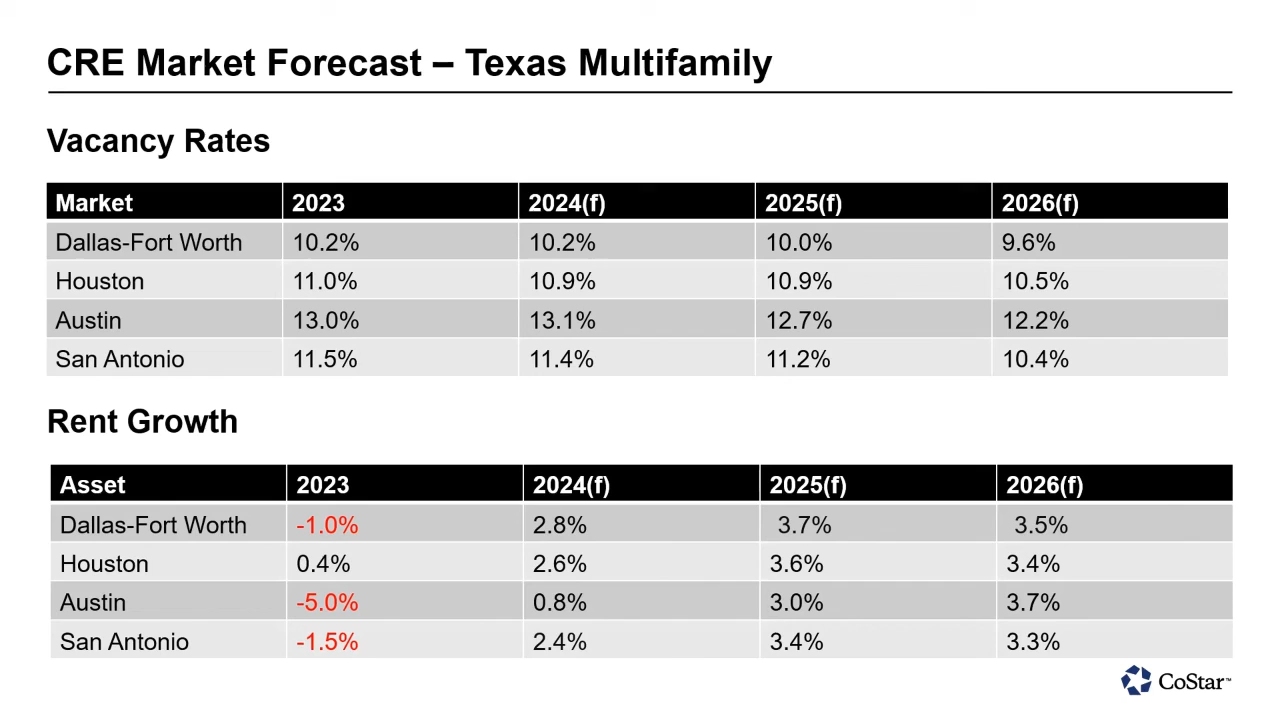 CRE Market Forecast – Texas Multifamily
Vacancy Rates
Market 2023 2024(f) 2025(f) 2026(f)
Dallas-Fort Worth 10.2% 10.2% 10.0% 9.6%
Houston 11.0% 10.9% 10.9% 10.5%
Austin 13.0% 13.1% 12.7% 12.2%
San Antonio 11.5% 11.4% 11.2% 10.4%
Rent Growth
Asset 2023 2024(f) 2025(f) 2026(f)
Dallas-Fort Worth -1.0% 2.8% 3.7% 3.5%
Houston 0.4% 2.6% 3.6% 3.4%
Austin -5.0% 0.8% 3.0% 3.7%
San Antonio -1.5% 2.4% 3.4% 3.3%
CoStar™